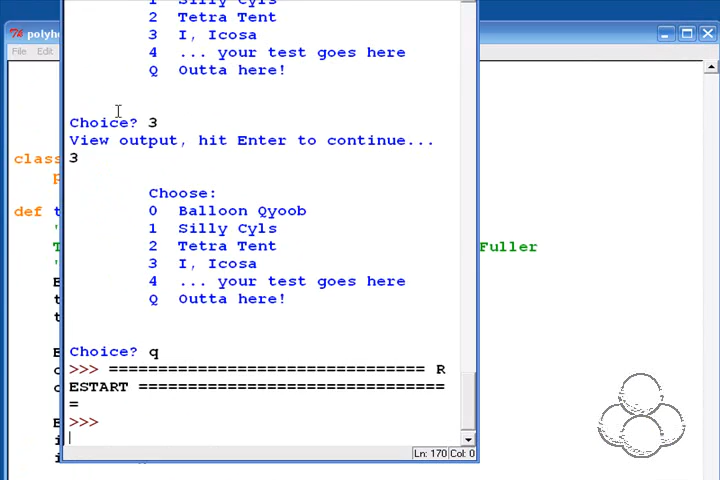 polyhe
File Edit
1 Silly Cyls
2 Tetra Tent
3 I, Icosa
4 ... your test goes here
Q Outta here!
Choice? 3
View output, hit Enter to continue...
3
Choose:
0 Balloon Qyoob
1 Silly Cyls
2 Tetra Tent
3 I, Icosa
4 ... your test goes here
Q Outta here!
Choice? q
>>> ================================ R
ESTART ===============================
=
>>>
Ln: 170 Col: 0
class
def t
Fuller